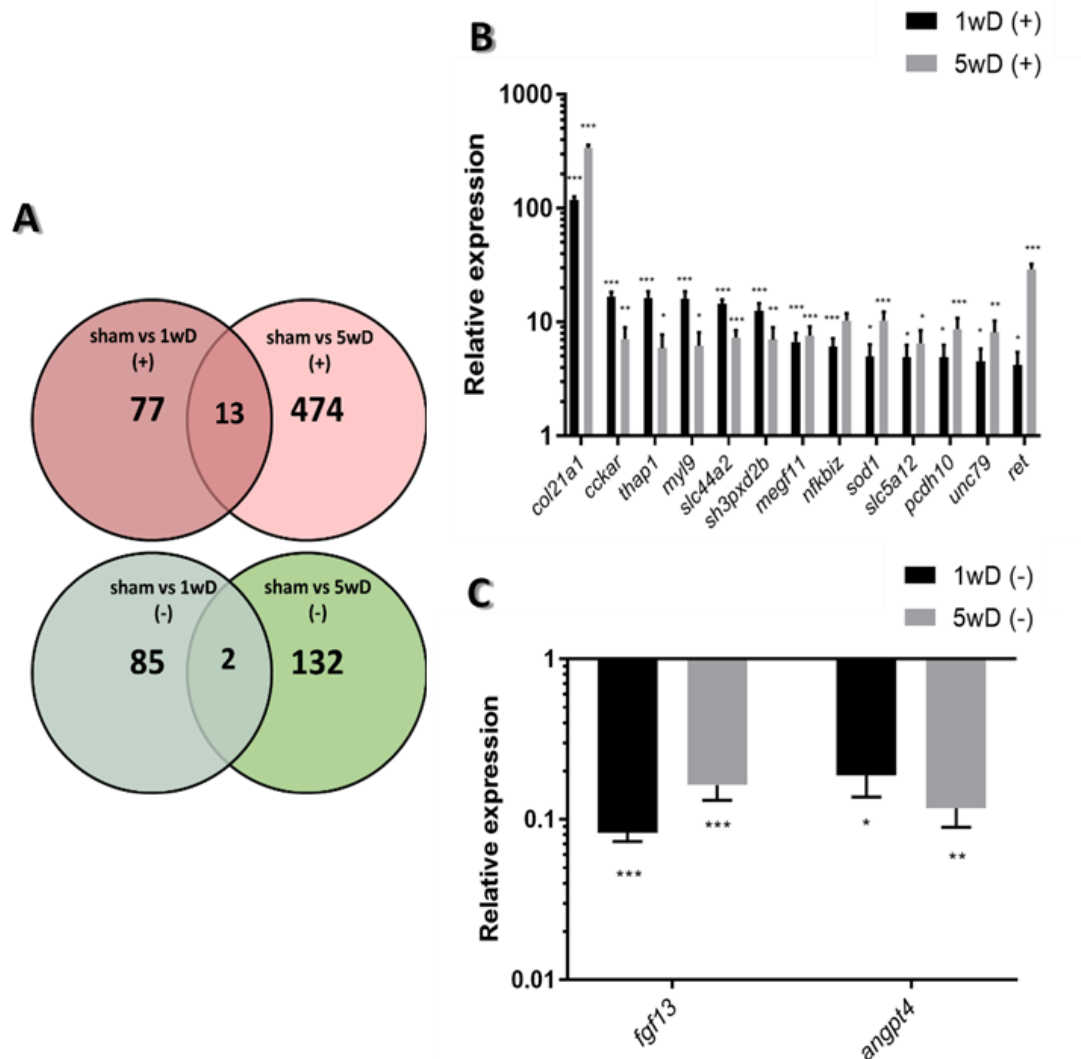 A
sham vs 1wD
(+)
77
13
sham vs 5wD
(+)
474
sham vs 1wD
(-)
85
2
sham vs 5wD
(-)
132
B
1wD (+)
5wD (+)
Relative expression
1000
100
10
1
***
***
***
**
***
*
***
*
***
***
***
**
***
***
***
*
***
*
*
*
***
*
**
*
***
col21a1
cckar
thap1
myl9
slc44a2
sh3pxd2b
megf11
nfkbiz
sod1
slc5a12
pcdh10
unc79
ret
C
1wD (-)
5wD (-)
Relative expression
1
0.1
0.01
***
***
*
**
fgf13
angpt4